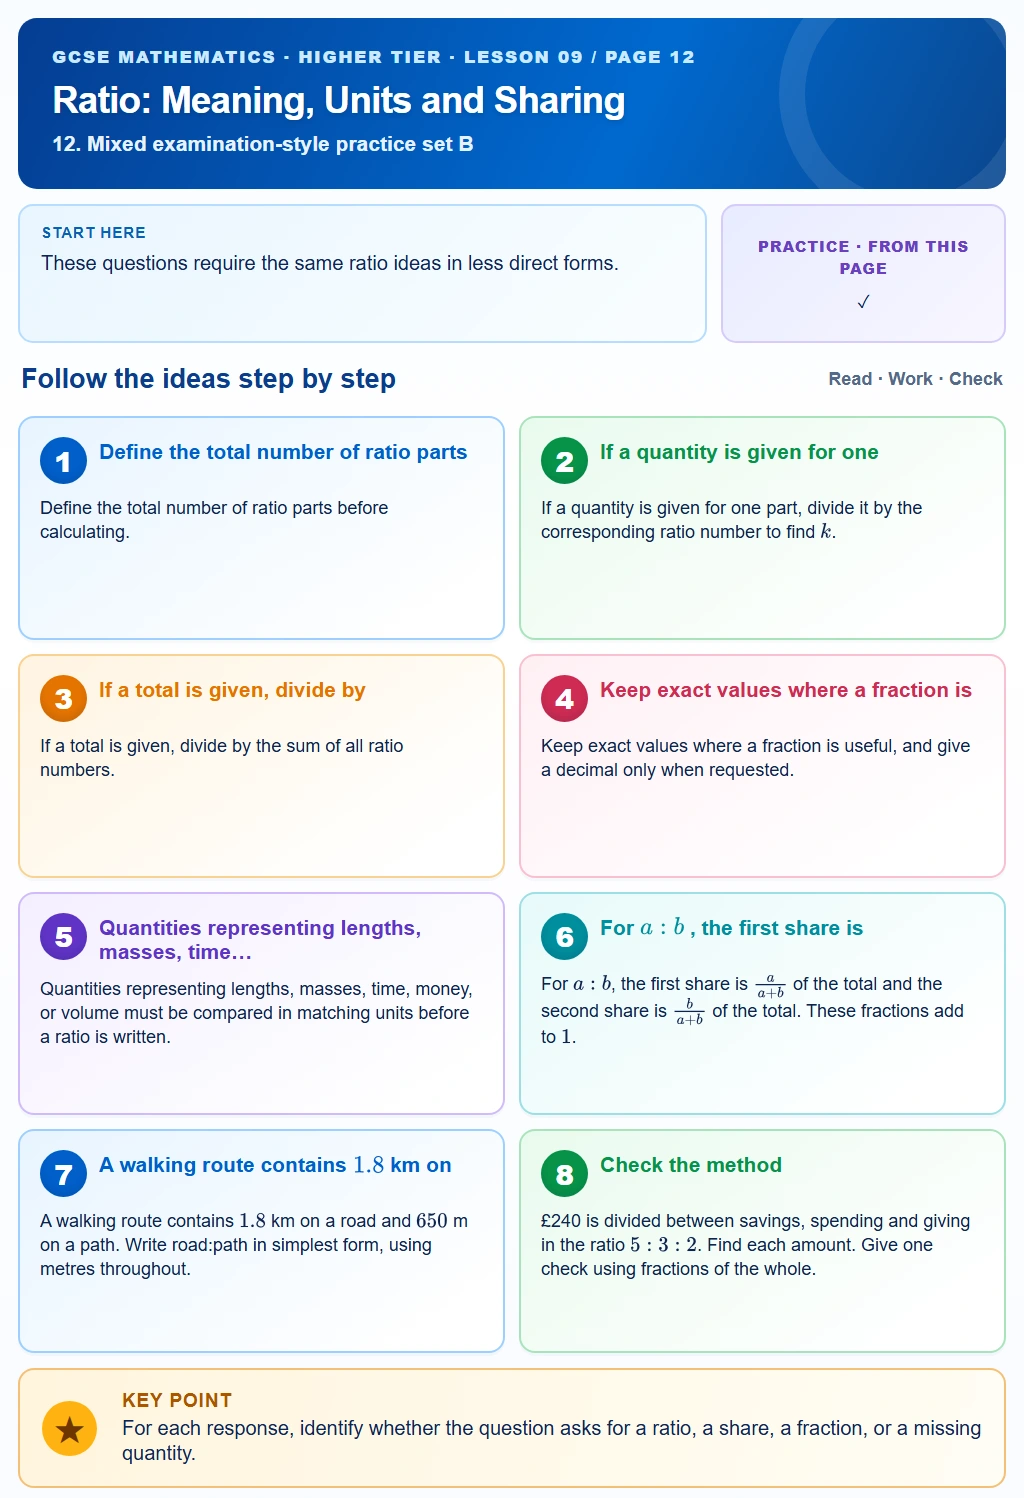 GCSE MATHEMATICS · HIGHER TIER · LESSON 09 / PAGE 12
Ratio: Meaning, Units and Sharing
12. Mixed examination-style practice set B
START HERE
These questions require the same ratio ideas in less direct forms.
PRACTICE · FROM THIS
PAGE
✓
Follow the ideas step by step
Read · Work · Check
1
Define the total number of ratio parts
Define the total number of ratio parts before
calculating.
2
If a quantity is given for one
If a quantity is given for one part, divide it by the
corresponding ratio number to find k.
3
If a total is given, divide by
If a total is given, divide by the sum of all ratio
numbers.
4
Keep exact values where a fraction is
Keep exact values where a fraction is useful, and give
a decimal only when requested.
5
Quantities representing lengths,
masses, time…
Quantities representing lengths, masses, time, money,
or volume must be compared in matching units before
a ratio is written.
6
For a : b , the first share is
For a : b, the first share is a/(a+b) of the total and the
second share is b/(a+b) of the total. These fractions add
to 1.
7
A walking route contains 1.8 km on
A walking route contains 1.8 km on a road and 650 m
on a path. Write road:path in simplest form, using
metres throughout.
8
Check the method
£240 is divided between savings, spending and giving
in the ratio 5 : 3 : 2. Find each amount. Give one
check using fractions of the whole.
★
KEY POINT
For each response, identify whether the question asks for a ratio, a share, a fraction, or a missing
quantity.